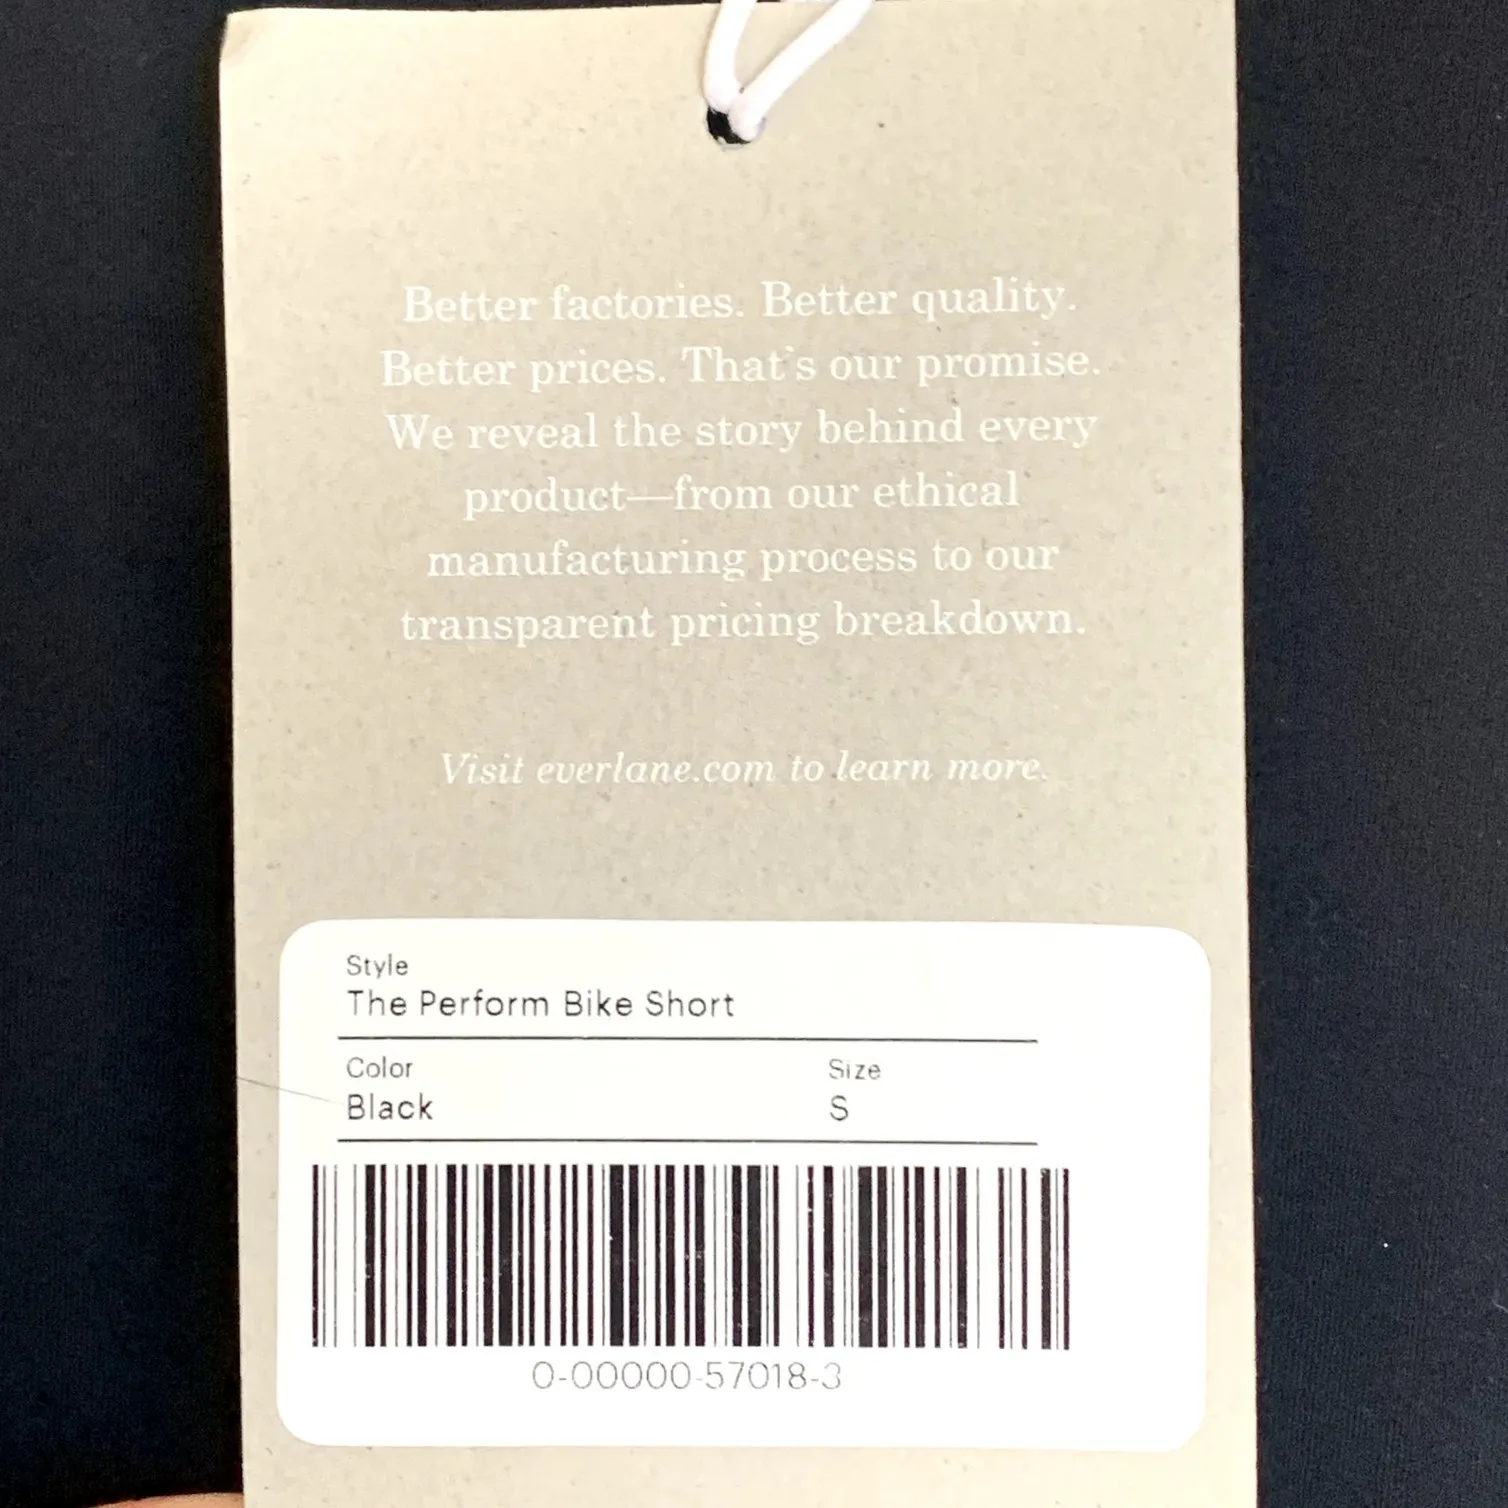 Better factories. Better quality.
Better prices. That's our promise.
We reveal the story behind every
product—from our ethical
manufacturing process to our
transparent pricing breakdown.
Visit everlane.com to learn more.
Style
The Perform Bike Short
Color Size
Black S
0-00000-57018-3